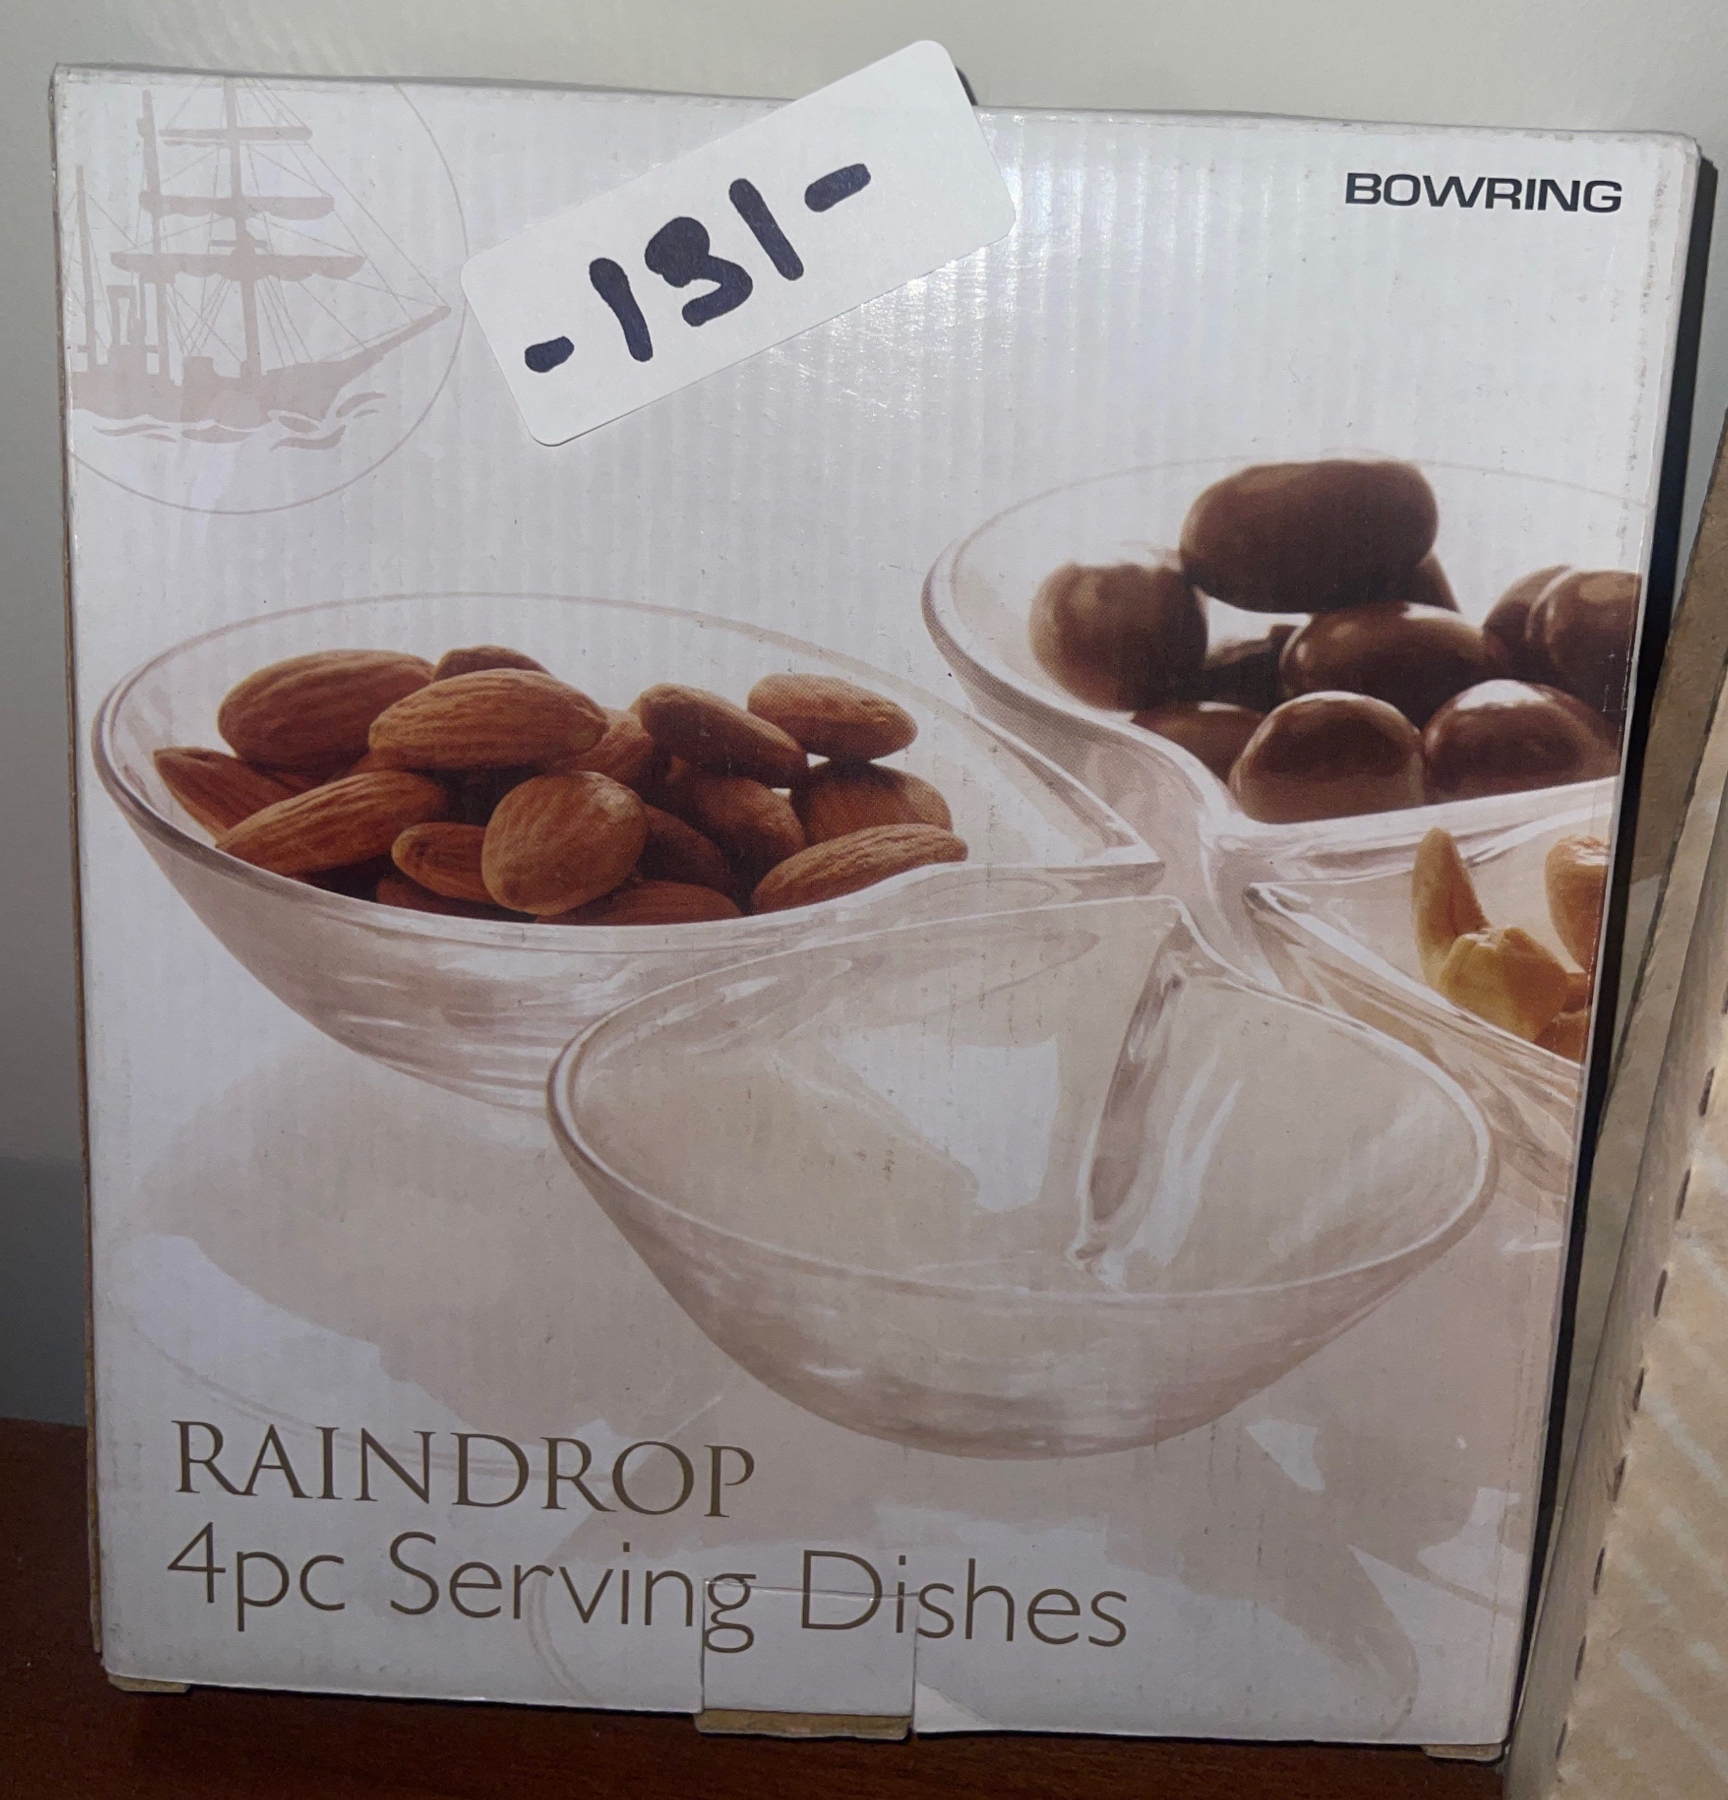 -131-
BOWRING
RAINDROP
4pc Serving Dishes